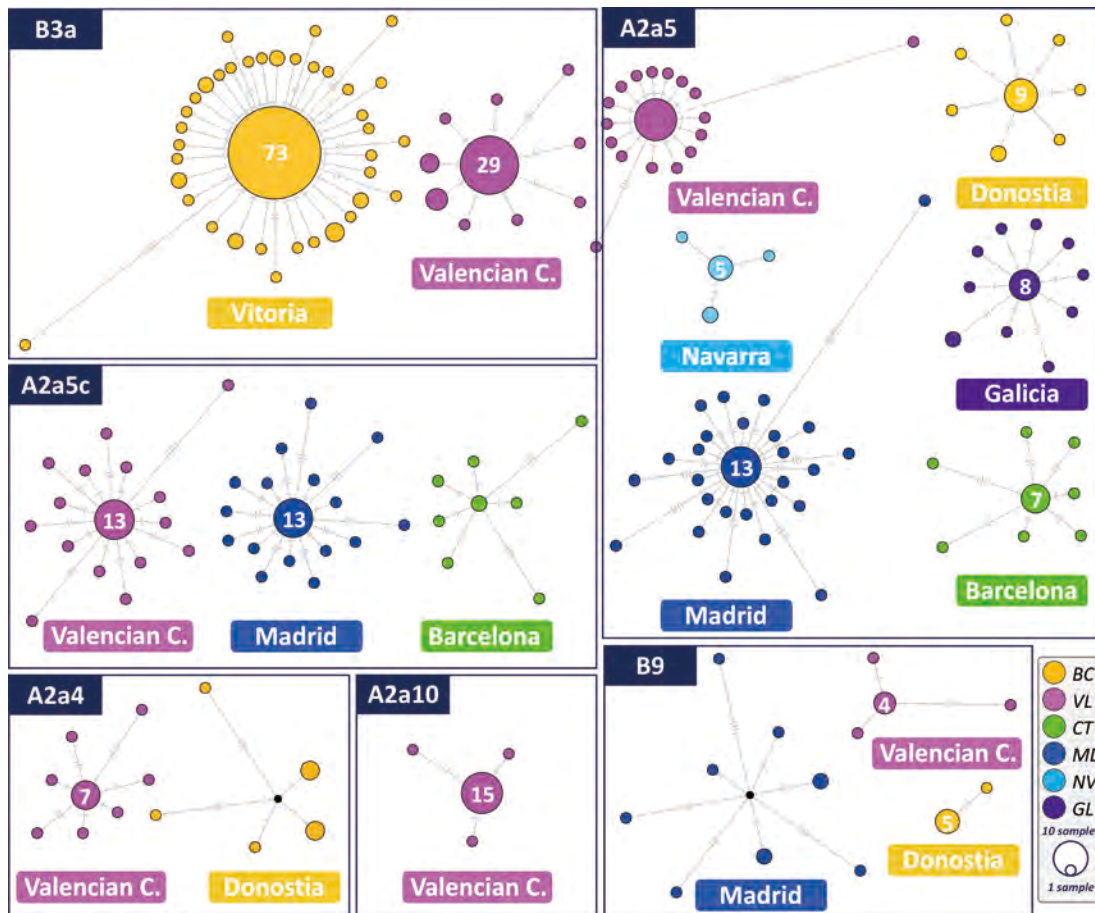 B3a
73
29
Valencian C.
Vitoria
A2a5
9
Valencian C.
Donostia
5
8
Navarra
Galicia
13
7
Madrid
Barcelona
A2a5c
13
13
Valencian C.
Madrid
Barcelona
A2a4
7
Valencian C.
Donostia
A2a10
15
Valencian C.
B9
4
Valencian C.
5
Donostia
Madrid
BC
VL
CT
MD
NV
GL
10 sample
1 sample